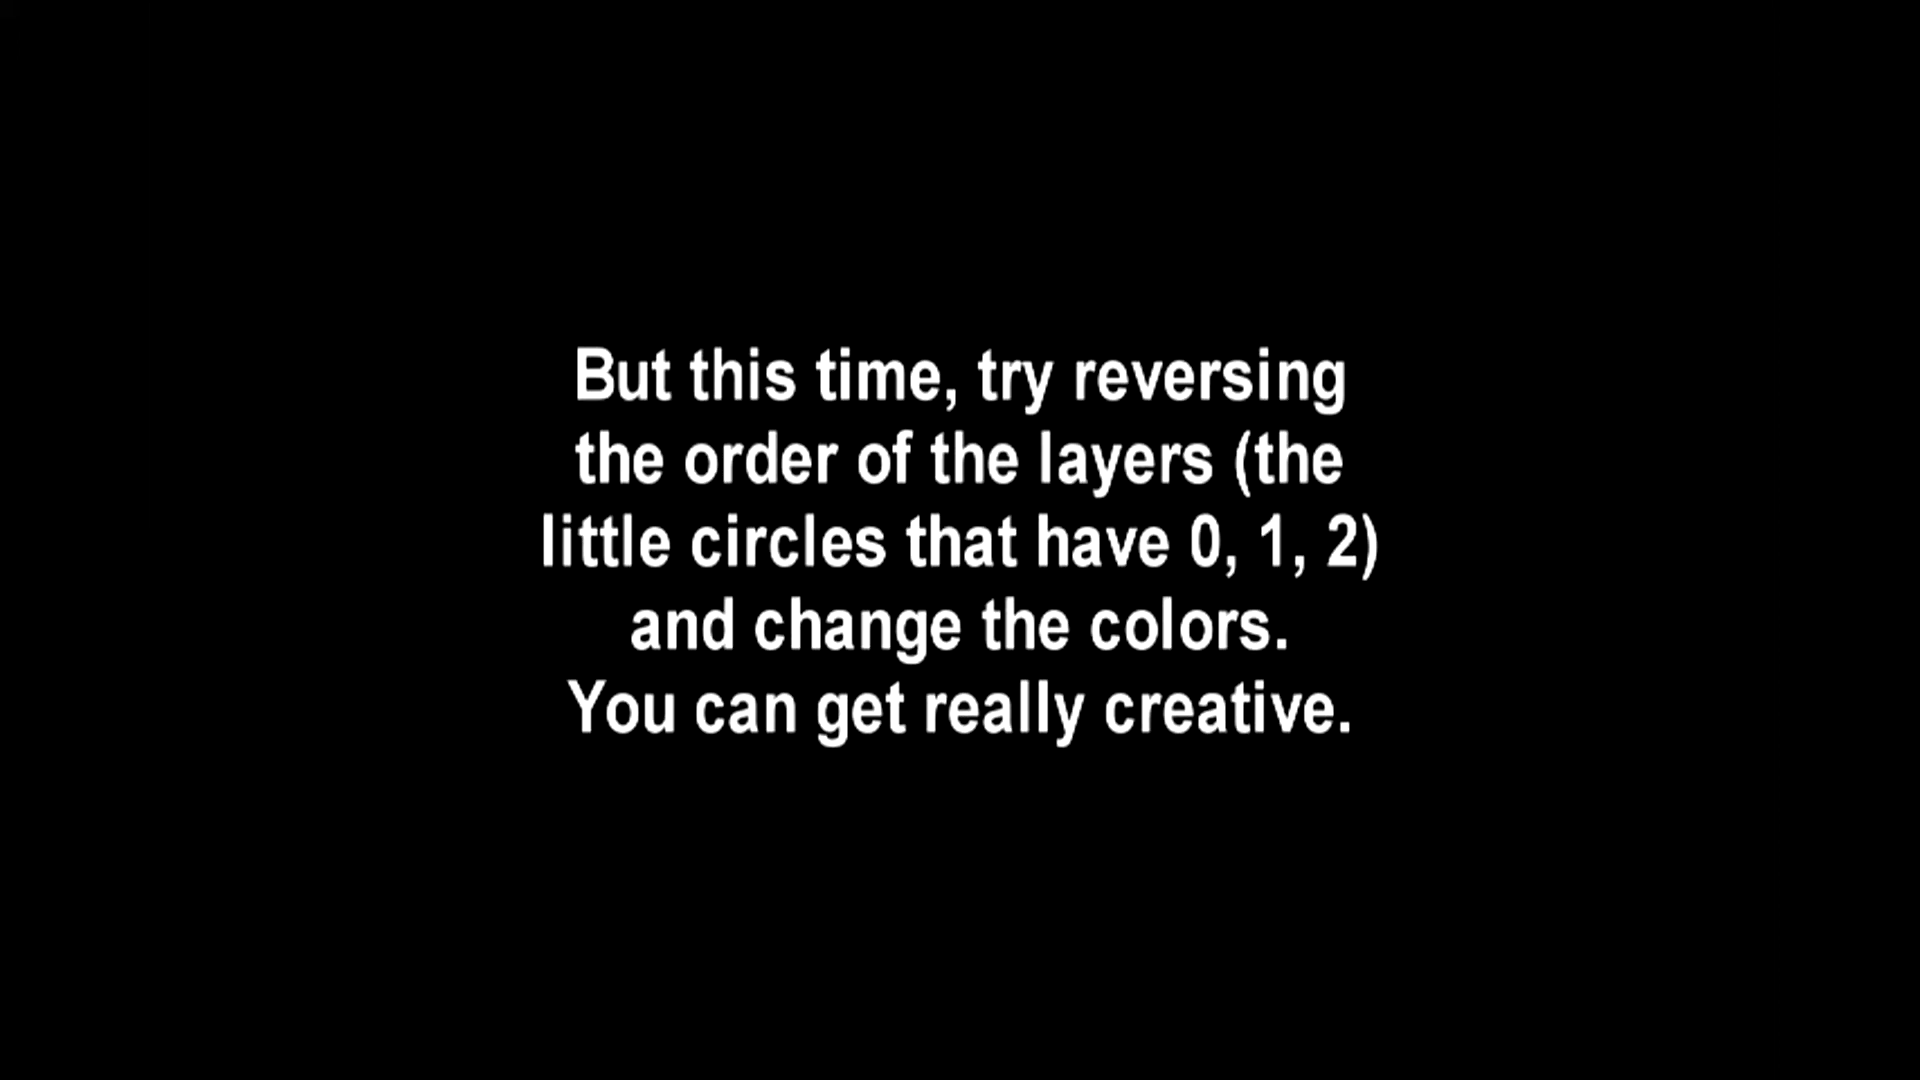 But this time, try reversing
the order of the layers (the
little circles that have 0, 1, 2)
and change the colors.
You can get really creative.